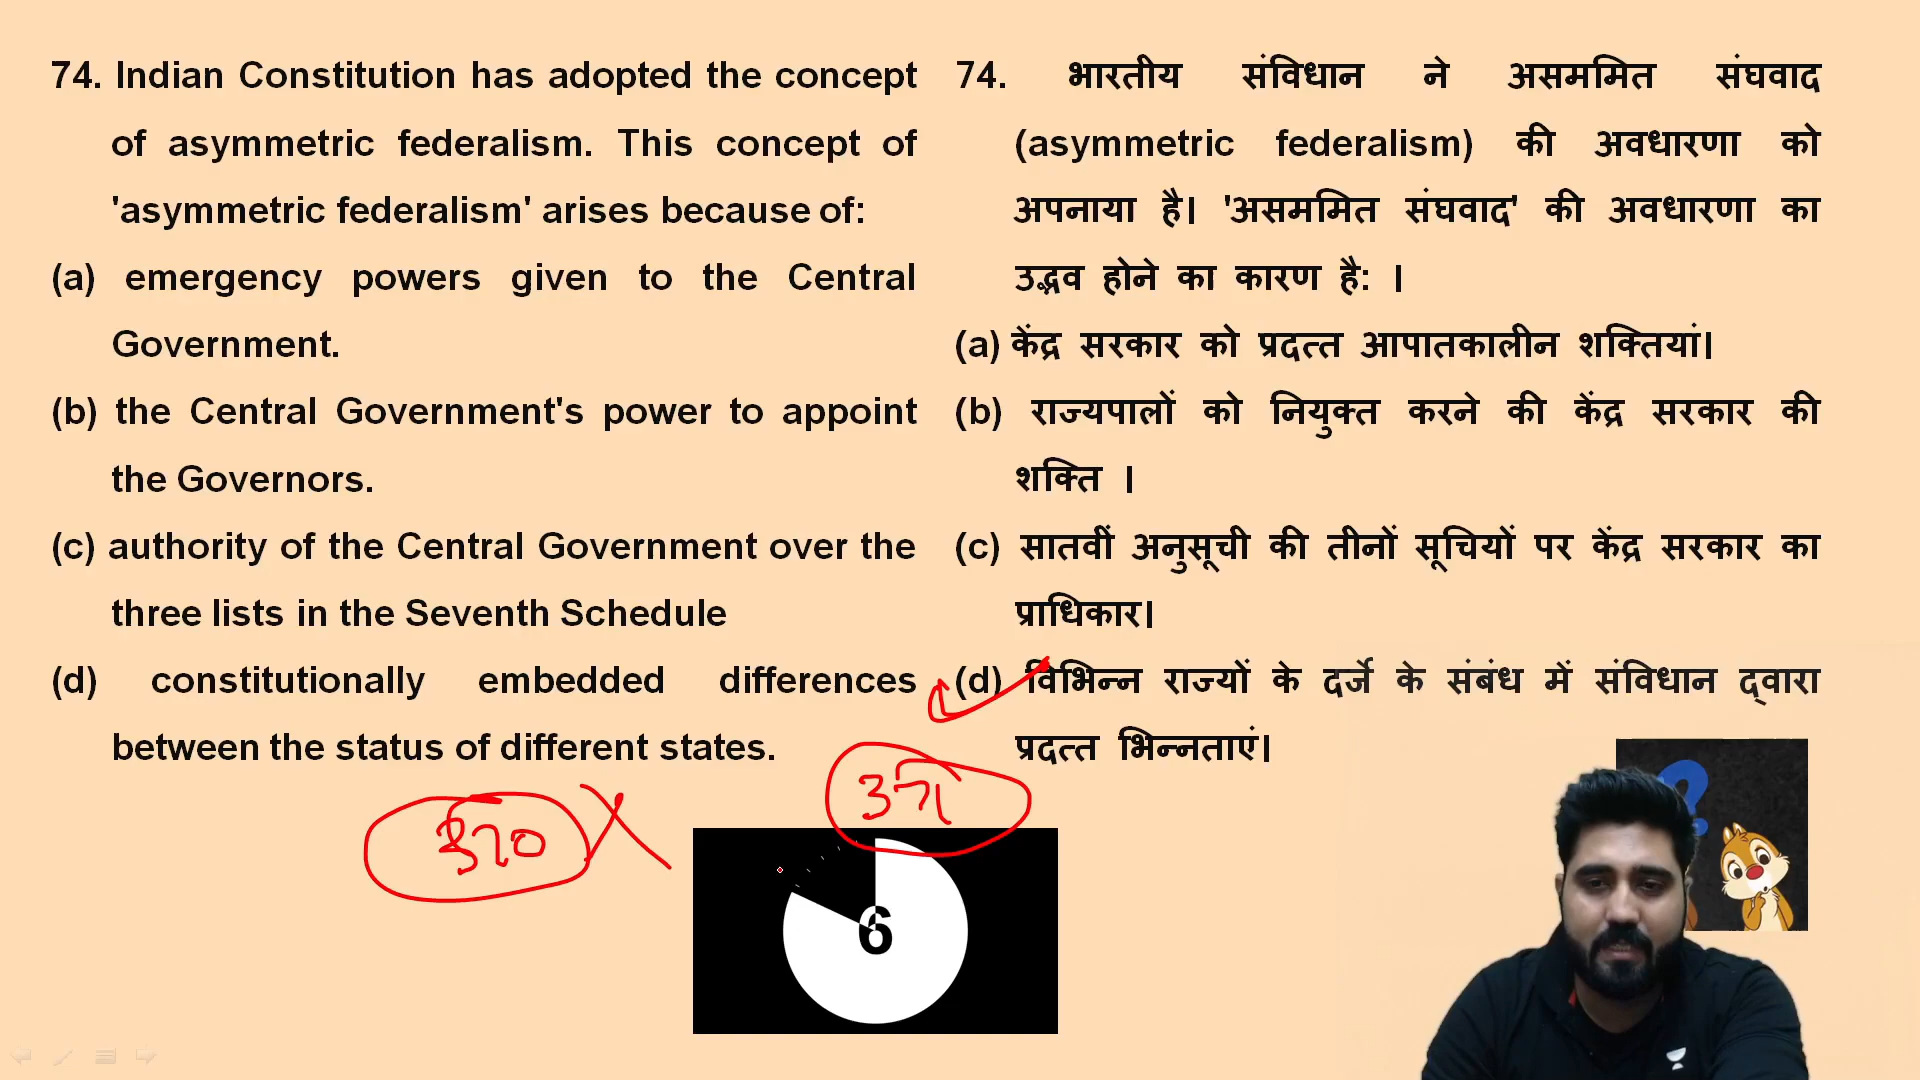 74. Indian Constitution has adopted the concept
of asymmetric federalism. This concept of
'asymmetric federalism' arises because of:
(a) emergency powers given to the Central
Government.
(b) the Central Government's power to appoint
the Governors.
(c) authority of the Central Government over the
three lists in the Seventh Schedule
(d) constitutionally embedded differences
between the status of different states.
74. भारतीय संविधान ने असममित संघवाद
(asymmetric federalism) की अवधारणा को
अपनाया है। 'असममित संघवाद' की अवधारणा का
उद्भव होने का कारण है: ।
(a) केंद्र सरकार को प्रदत्त आपातकालीन शक्तियां।
(b) राज्यपालों को नियुक्त करने की केंद्र सरकार की
शक्ति ।
(c) सातवीं अनुसूची की तीनों सूचियों पर केंद्र सरकार का
प्राधिकार।
(d) विभिन्न राज्यों के दर्जे के संबंध में संविधान द्वारा
प्रदत्त भिन्नताएं।
370
371
6